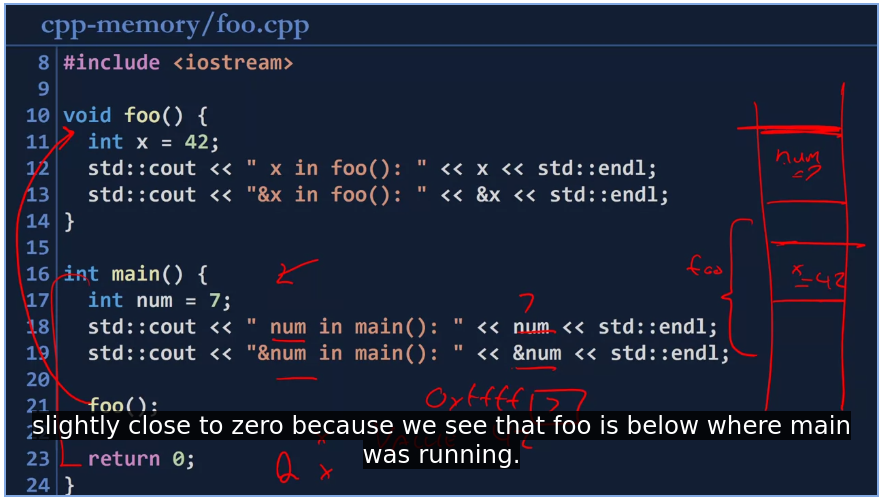 cpp-memory/foo.cpp
8 #include <iostream>
9
10 void foo() {
11 int x = 42;
12 std::cout << " x in foo(): " << x << std::endl;
13 std::cout << "&x in foo(): " << &x << std::endl;
14 }
15
16 int main() {
17 int num = 7;
18 std::cout << " num in main(): " << num << std::endl;
19 std::cout << "&num in main(): " << &num << std::endl;
20
21 foo();
23 return 0;
24 }
num
=7
foo
x=42
7
0xffff
x
slightly close to zero because we see that foo is below where main
was running.